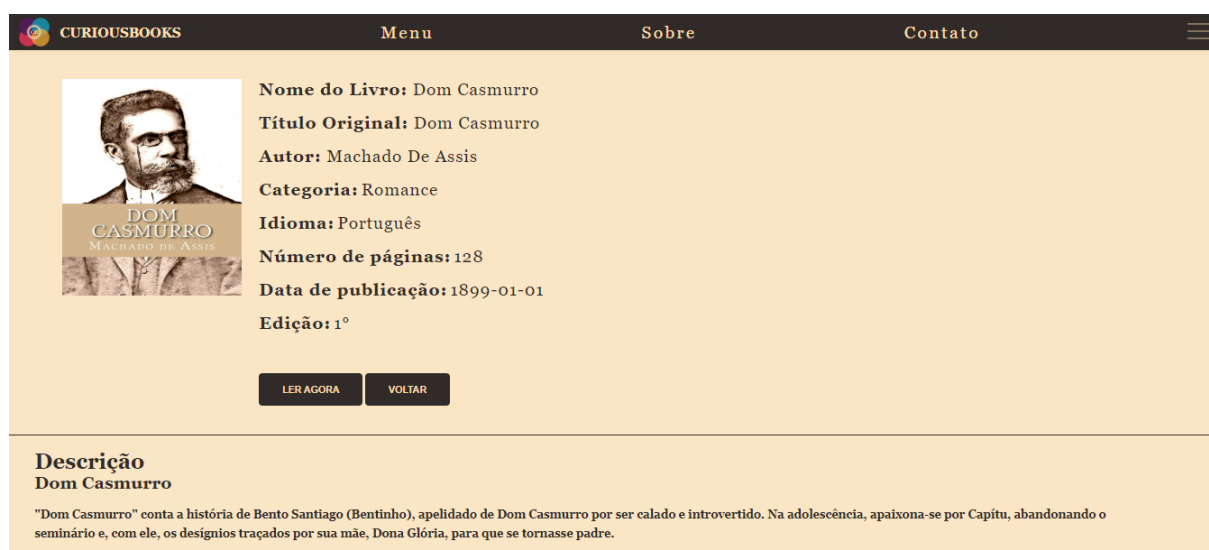 CURIOUSBOOKS Menu Sobre Contato
Nome do Livro: Dom Casmurro
Título Original: Dom Casmurro
Autor: Machado De Assis
Categoria: Romance
Idioma: Português
Número de páginas: 128
Data de publicação: 1899-01-01
Edição: 1º
DOM
CASMURRO
MACHADO DE ASSIS
LER AGORA VOLTAR
Descrição
Dom Casmurro
"Dom Casmurro" conta a história de Bento Santiago (Bentinho), apelidado de Dom Casmurro por ser calado e introvertido. Na adolescência, apaixona-se por Capítu, abandonando o
seminário e, com ele, os desígnios traçados por sua mãe, Dona Glória, para que se tornasse padre.